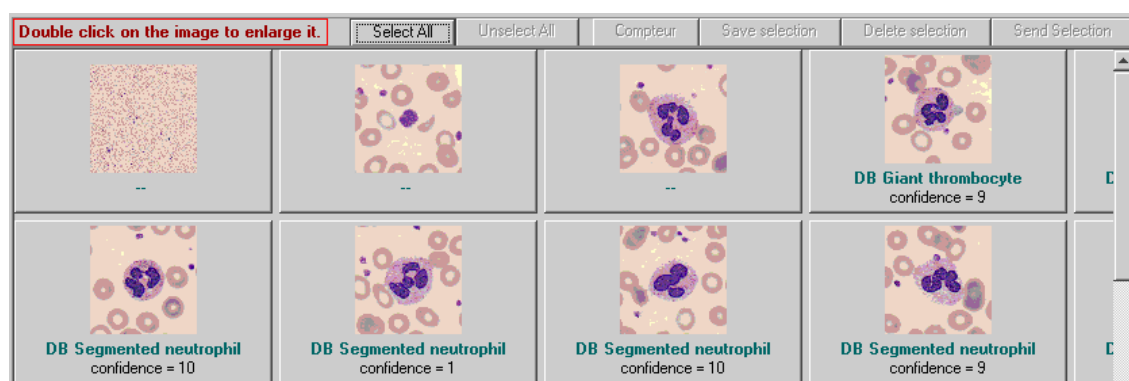 Double click on the image to enlarge it. Select All Unselect All Compteur Save selection Delete selection Send Selection
-- -- --
DB Giant thrombocyte
confidence = 9
DB Segmented neutrophil DB Segmented neutrophil DB Segmented neutrophil DB Segmented neutrophil
confidence = 10 confidence = 1 confidence = 10 confidence = 9